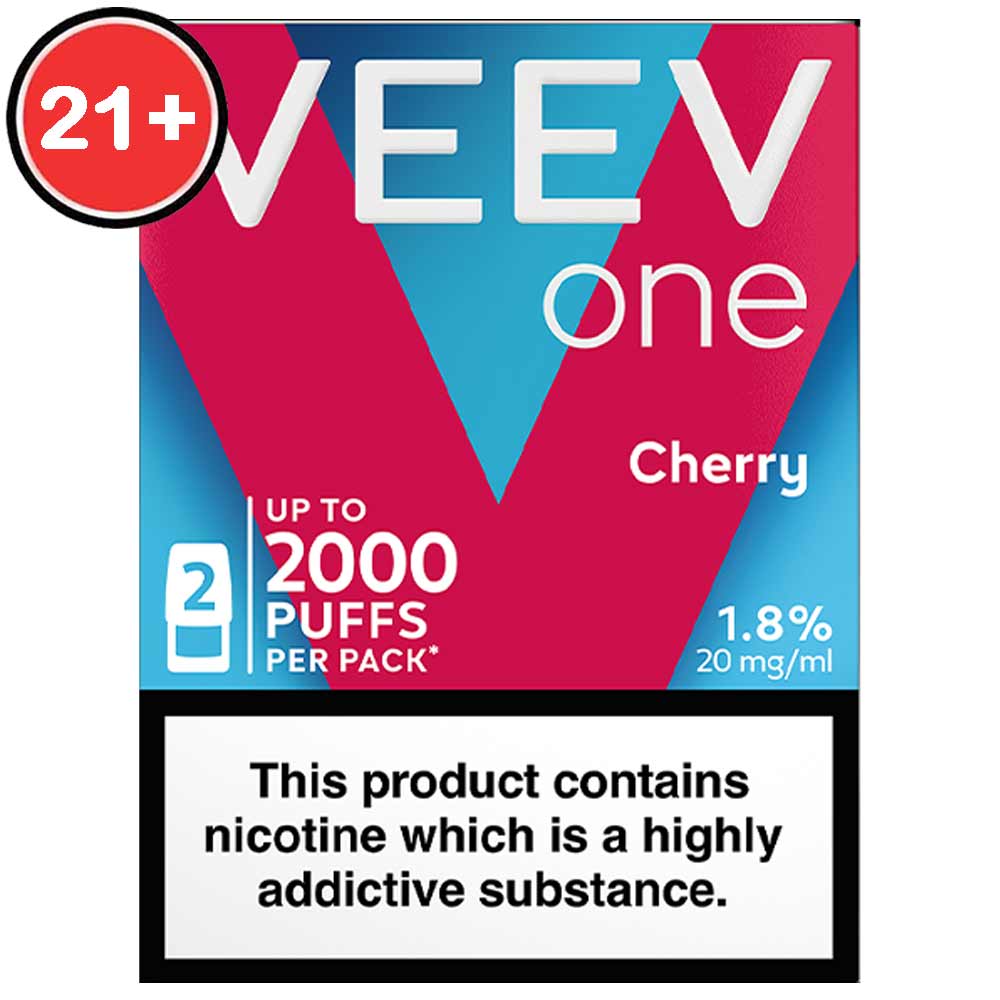 21+
VEEV
one
Cherry
UP TO
2
2000
PUFFS
PER PACK*
1.8%
20 mg/ml
This product contains
nicotine which is a highly
addictive substance.